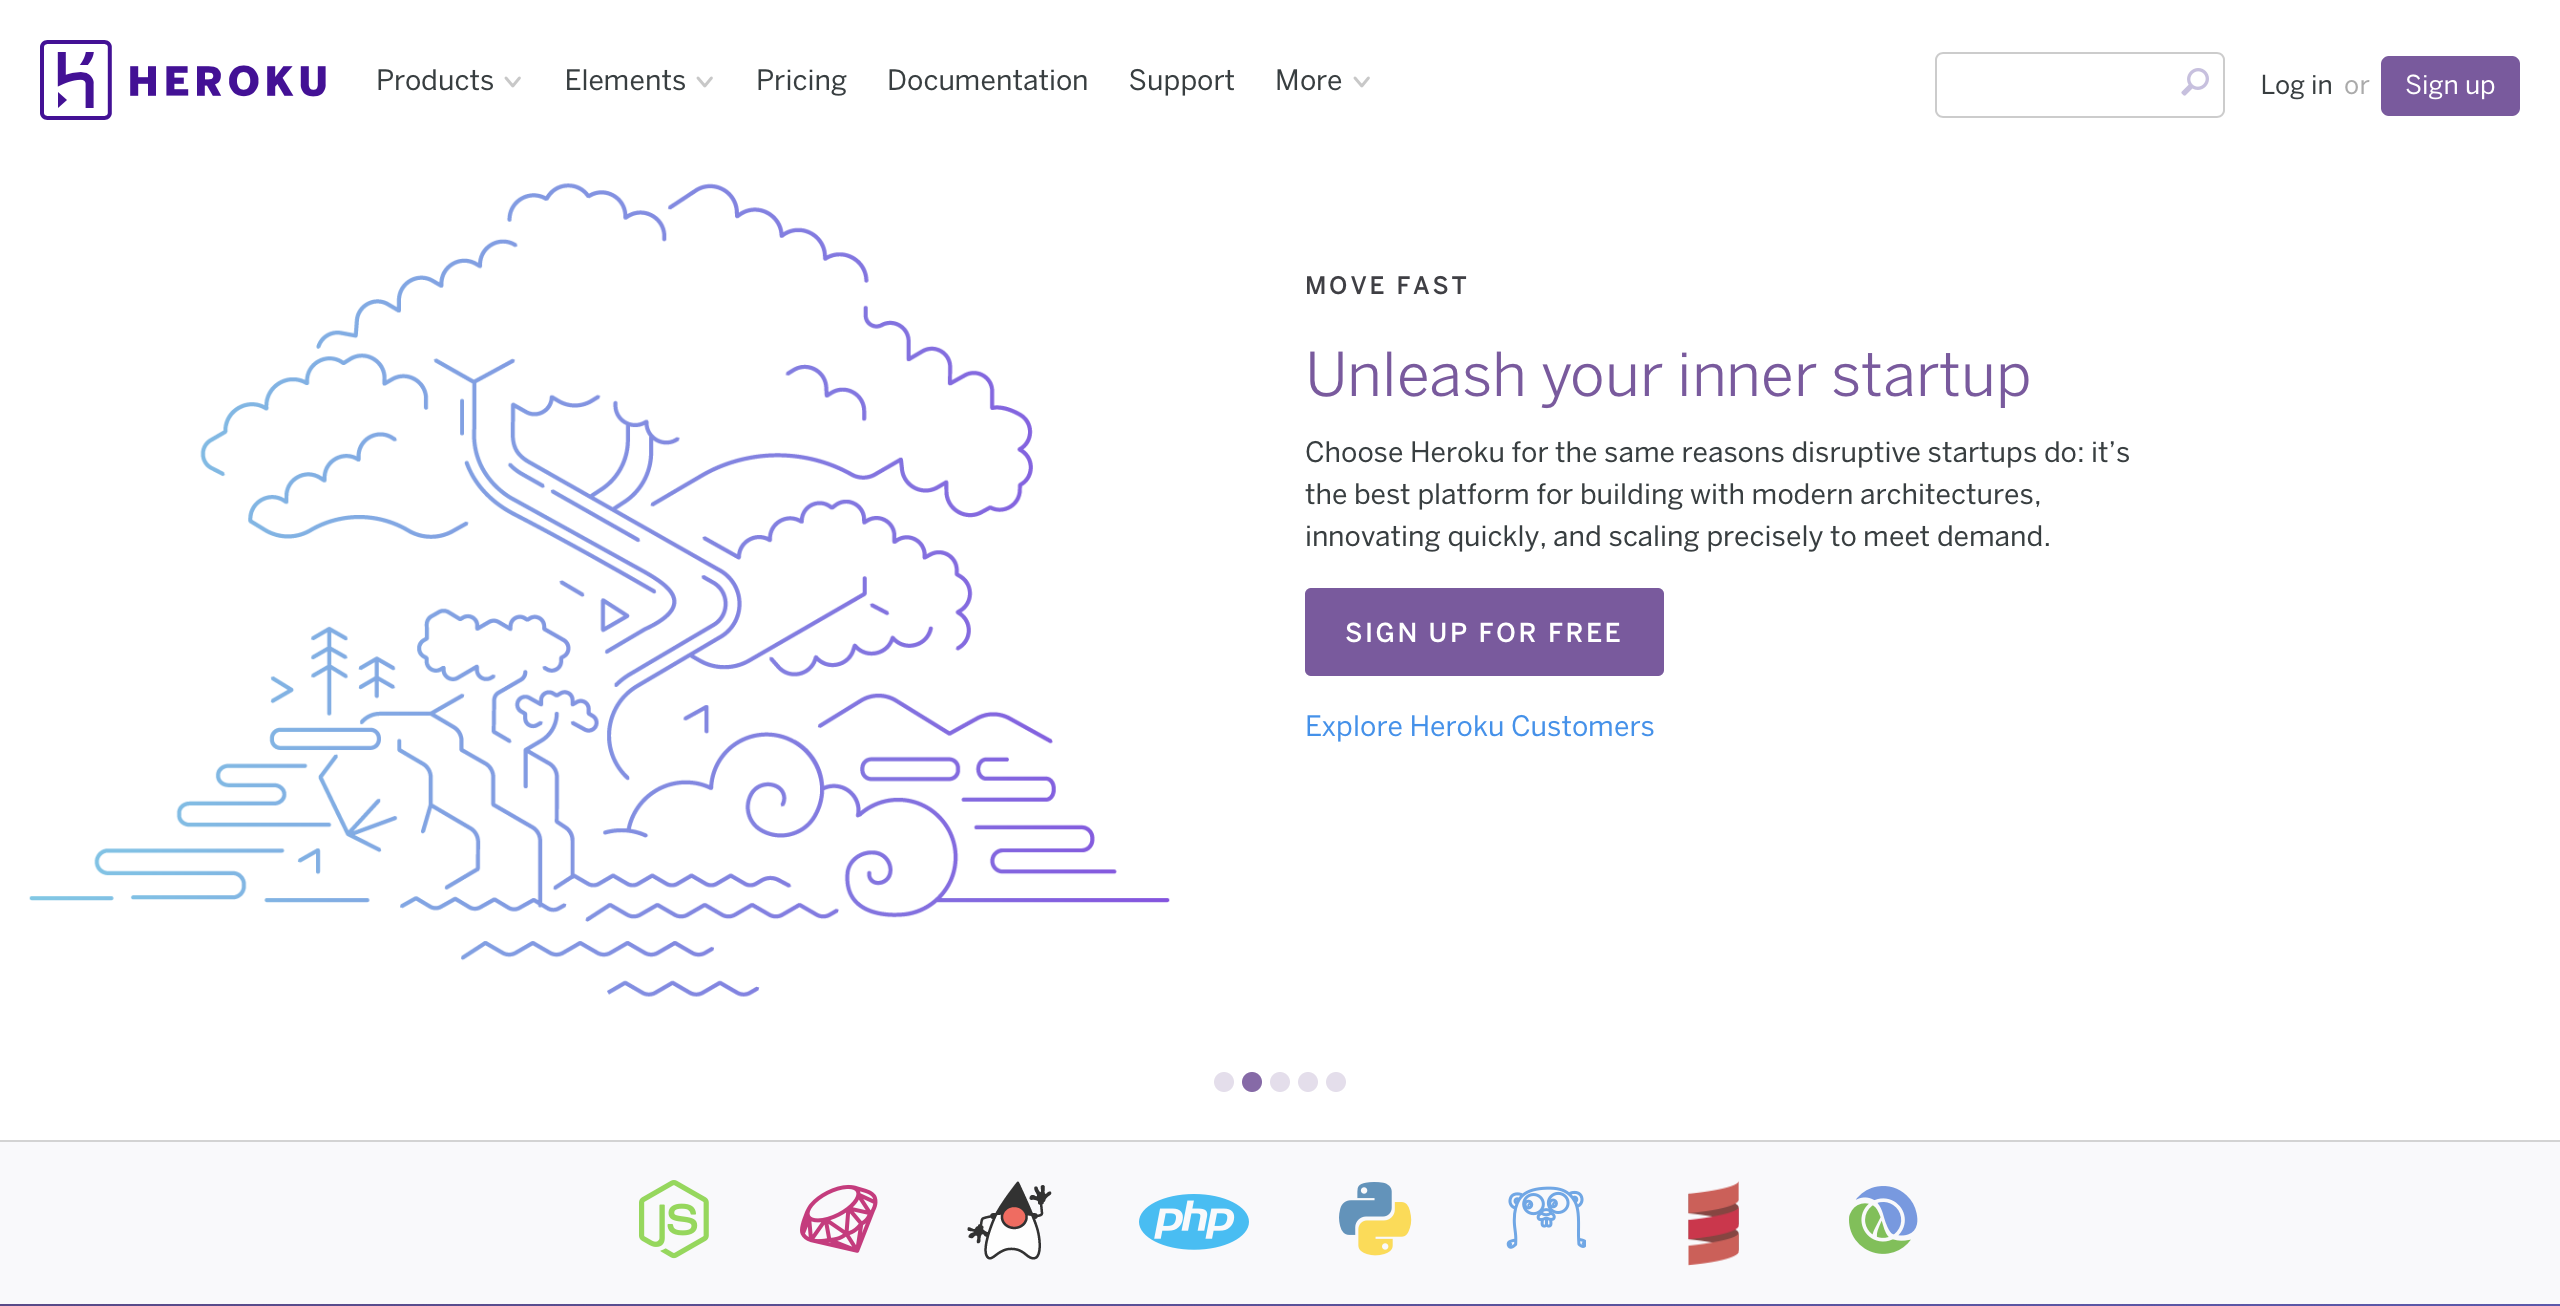 HEROKU
Products
Elements
Pricing
Documentation
Support
More
Log in or
Sign up
MOVE FAST
Unleash your inner startup
Choose Heroku for the same reasons disruptive startups do: it’s
the best platform for building with modern architectures,
innovating quickly, and scaling precisely to meet demand.
SIGN UP FOR FREE
Explore Heroku Customers
JS
php